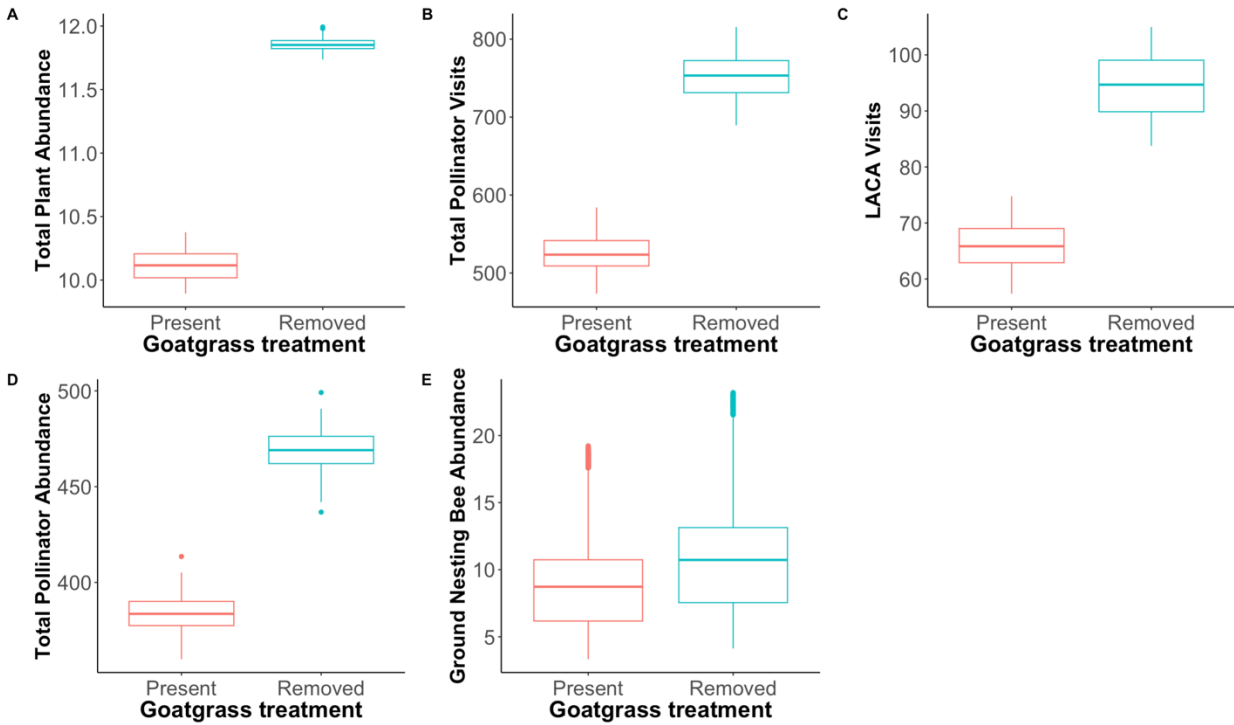 A
Total Plant Abundance
12.0
11.5
11.0
10.5
10.0
Present Removed
Goatgrass treatment
B
Total Pollinator Visits
800
700
600
500
Present Removed
Goatgrass treatment
C
LACA Visits
100
90
80
70
60
Present Removed
Goatgrass treatment
D
Total Pollinator Abundance
500
450
400
Present Removed
Goatgrass treatment
E
Ground Nesting Bee Abundance
20
15
10
5
Present Removed
Goatgrass treatment